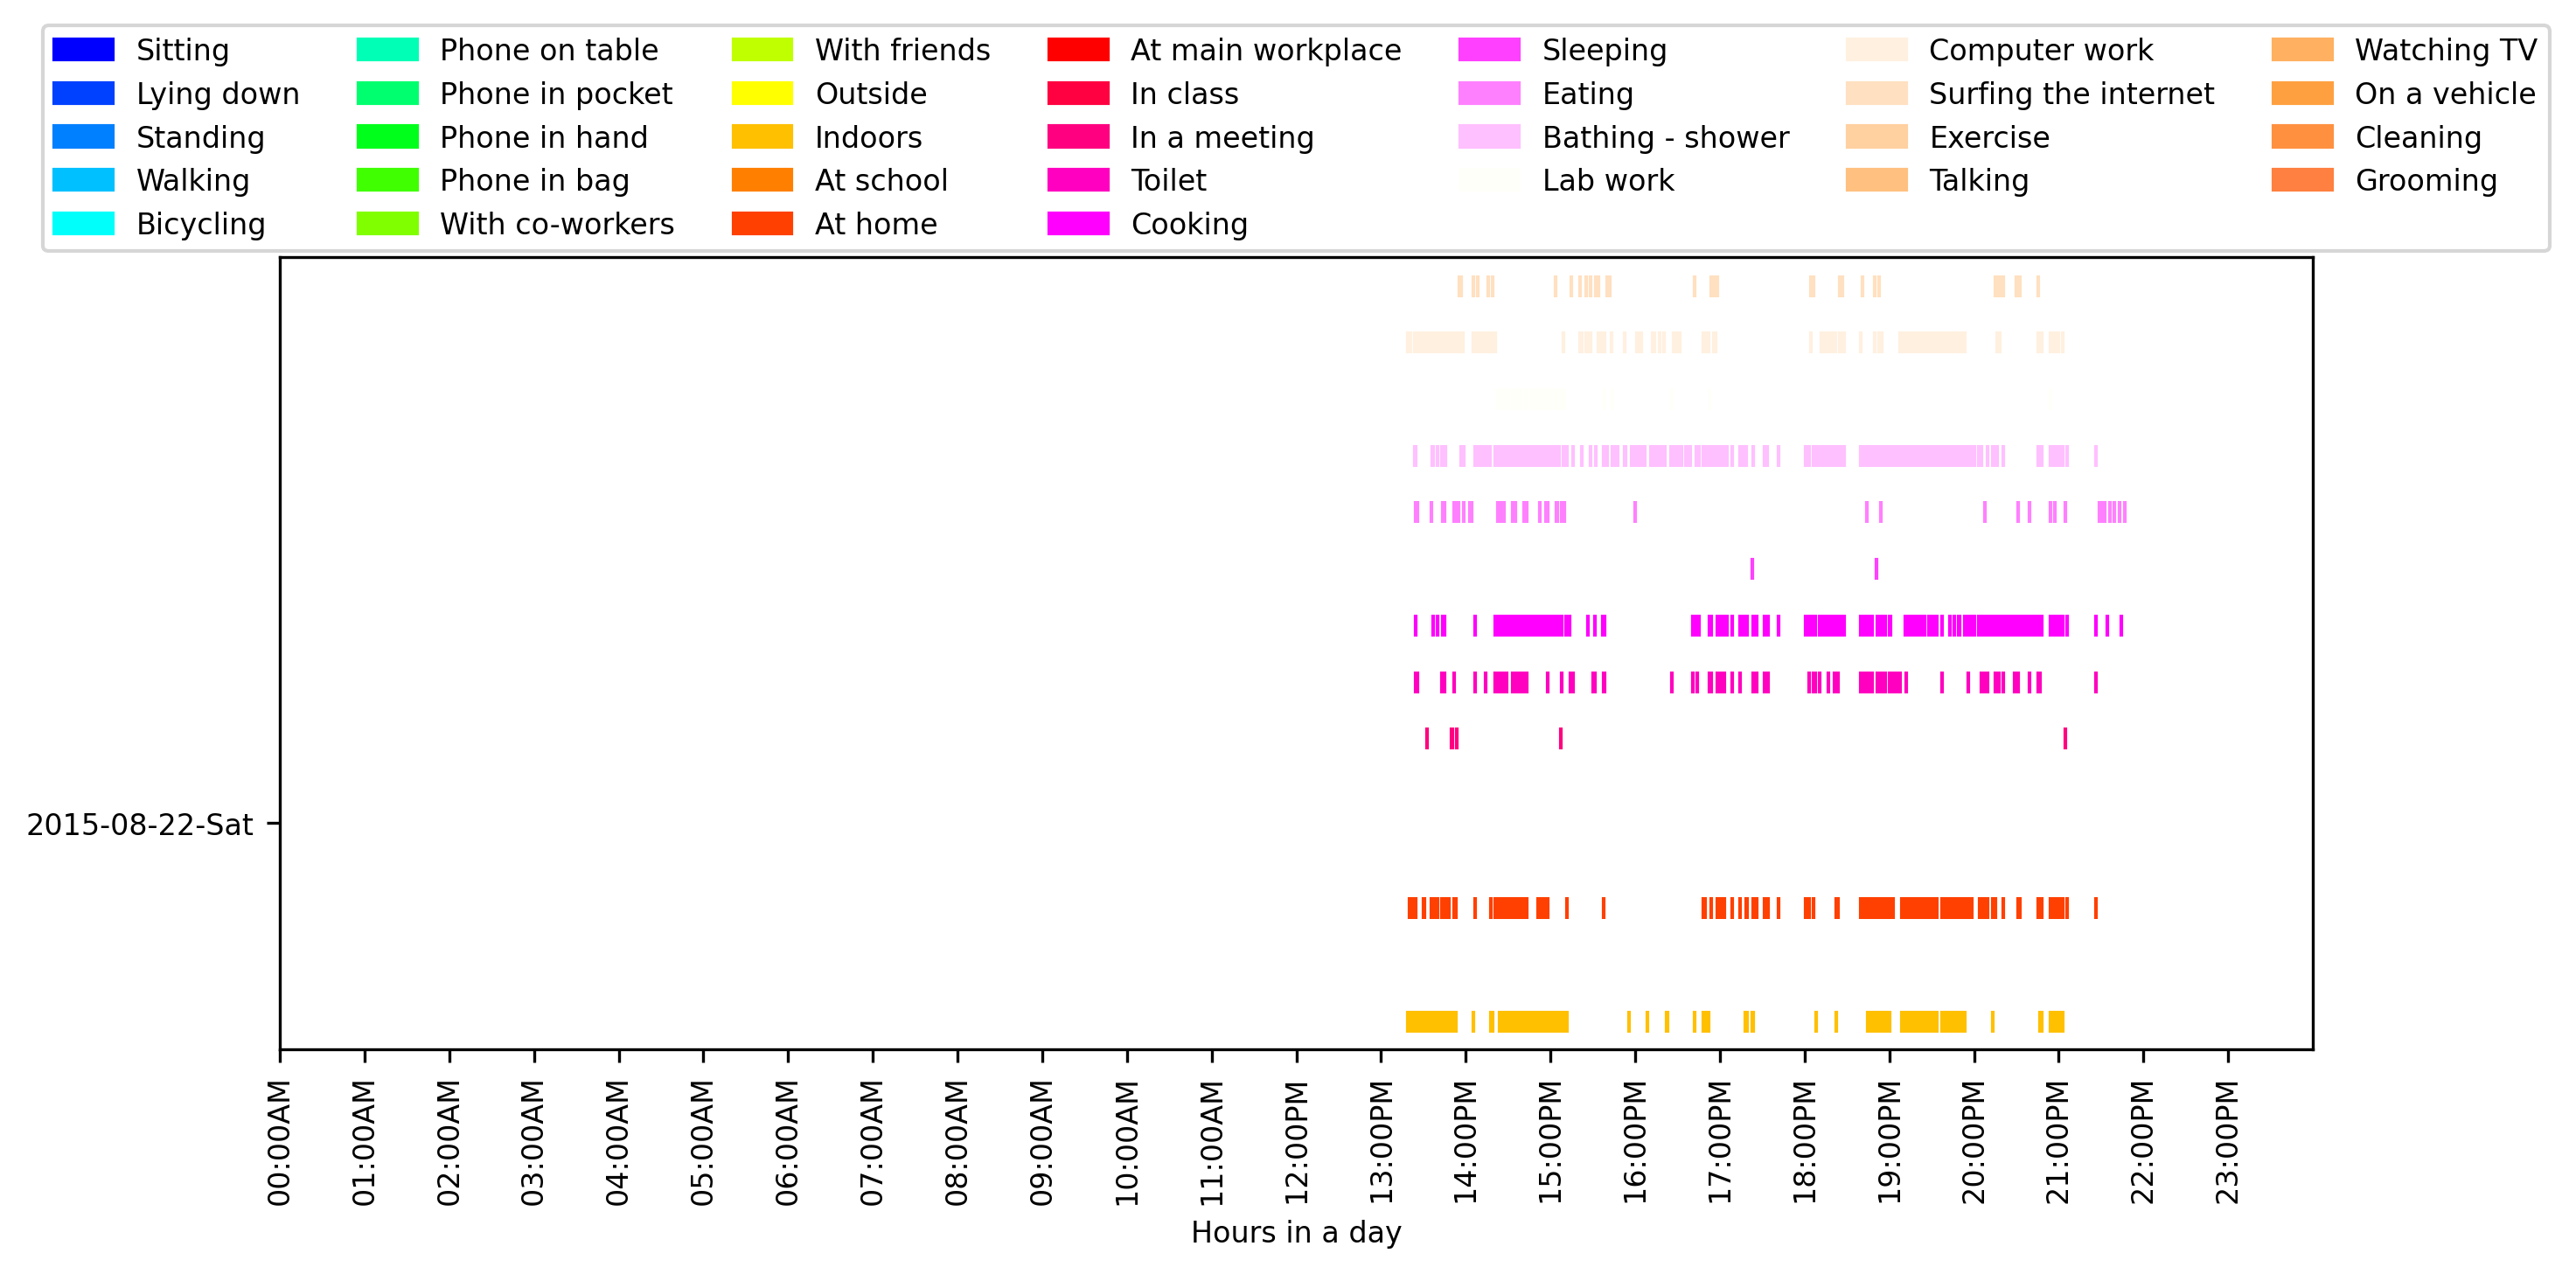 Sitting
Lying down
Standing
Walking
Bicycling
Phone on table
Phone in pocket
Phone in hand
Phone in bag
With co-workers
With friends
Outside
Indoors
At school
At home
At main workplace
In class
In a meeting
Toilet
Cooking
Sleeping
Eating
Bathing - shower
Lab work
Computer work
Surfing the internet
Exercise
Talking
Watching TV
On a vehicle
Cleaning
Grooming
2015-08-22-Sat
00:00AM
01:00AM
02:00AM
03:00AM
04:00AM
05:00AM
06:00AM
07:00AM
08:00AM
09:00AM
10:00AM
11:00AM
12:00PM
13:00PM
14:00PM
15:00PM
16:00PM
17:00PM
18:00PM
19:00PM
20:00PM
21:00PM
22:00PM
23:00PM
Hours in a day